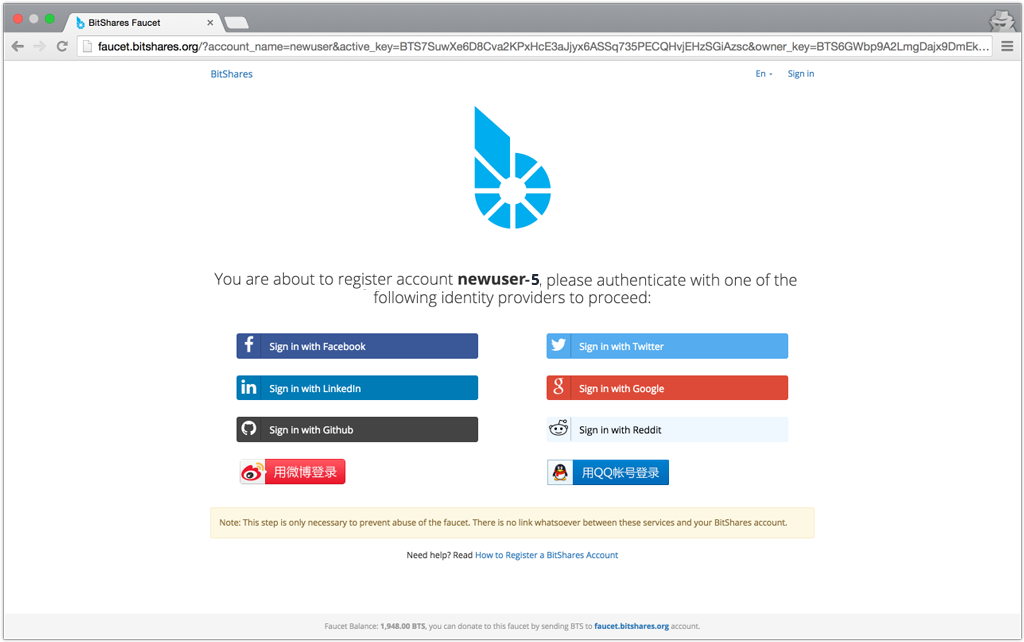 BitShares Faucet
faucet.bitshares.org/?account_name=newuser&active_key=BTS7SuwXe6D8Cva2KPxHcE3aJjyx6ASSq735PECQHvjEHzSGiAzsc&owner_key=BTS6GWbp9A2LmgDajx9DmEk...
BitShares
En
Sign in
You are about to register account newuser-5, please authenticate with one of the
following identity providers to proceed:
Sign in with Facebook
Sign in with Twitter
Sign in with LinkedIn
Sign in with Google
Sign in with Github
Sign in with Reddit
用微博登录
用QQ帐号登录
Note: This step is only necessary to prevent abuse of the faucet. There is no link whatsoever between these services and your BitShares account.
Need help? Read How to Register a BitShares Account
Faucet Balance: 1,948.00 BTS, you can donate to this faucet by sending BTS to faucet.bitshares.org account.